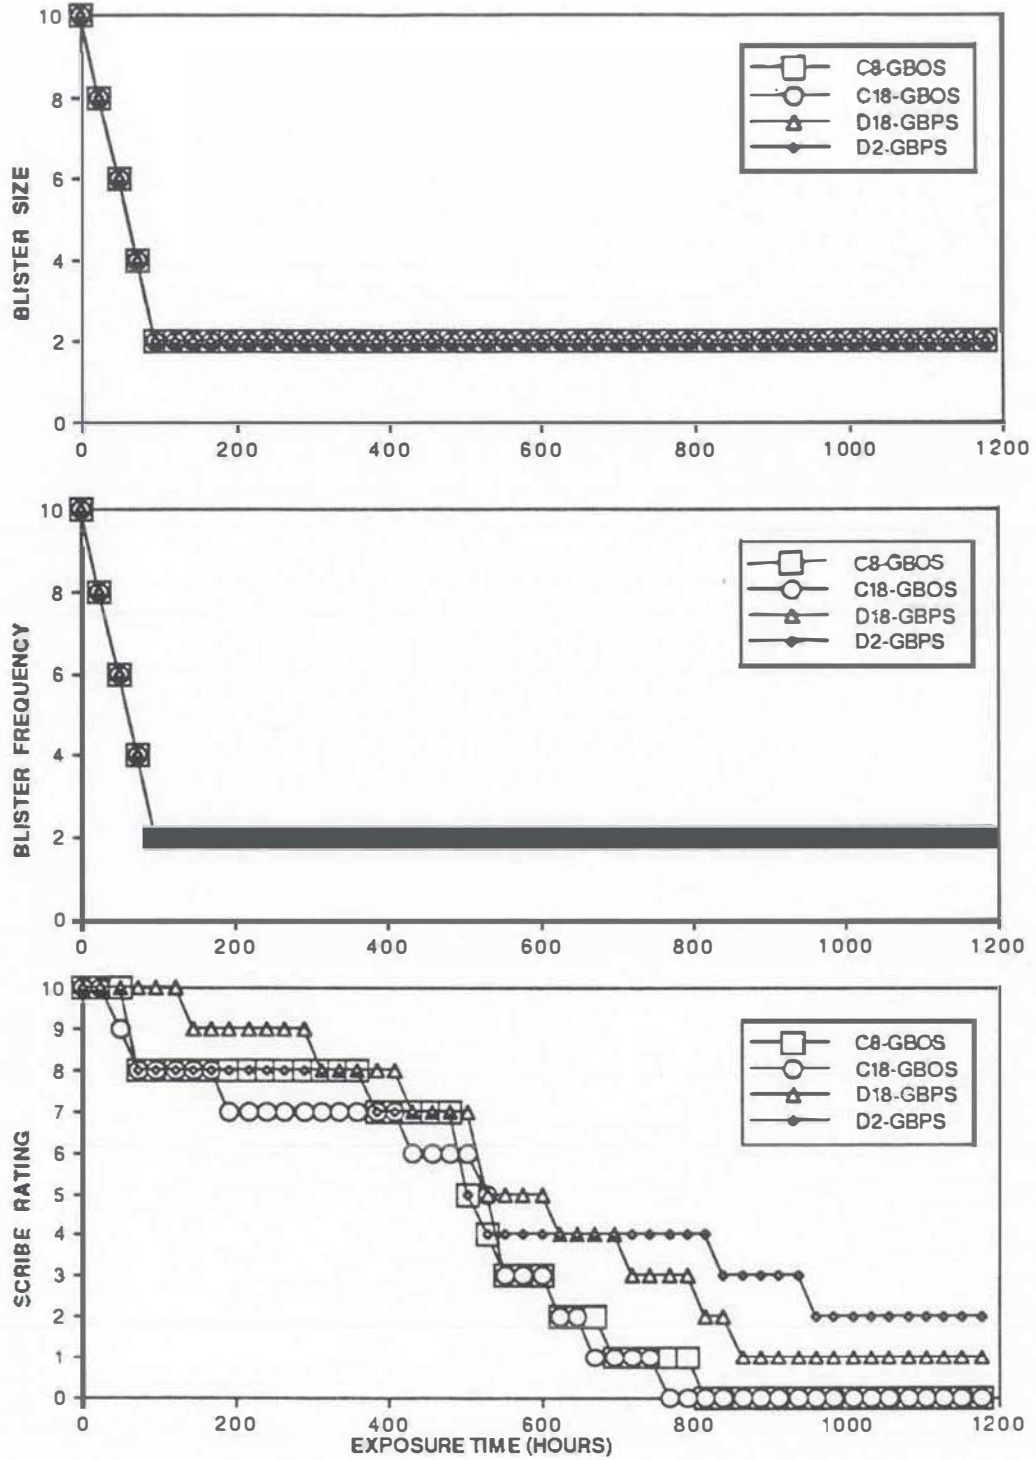 10
8
6
4
2
0
BLISTER SIZE
C8-GBOS
C18-GBOS
D18-GBPS
D2-GBPS
0 200 400 600 800 1000 1200
10
8
6
4
2
0
BLISTER FREQUENCY
C8-GBOS
C18-GBOS
D18-GBPS
D2-GBPS
0 200 400 600 800 1000 1200
10
9
8
7
6
5
4
3
2
1
0
SCRIBE RATING
C8-GBOS
C18-GBOS
D18-GBPS
D2-GBPS
0 200 400 600 800 1000 1200
EXPOSURE TIME (HOURS)